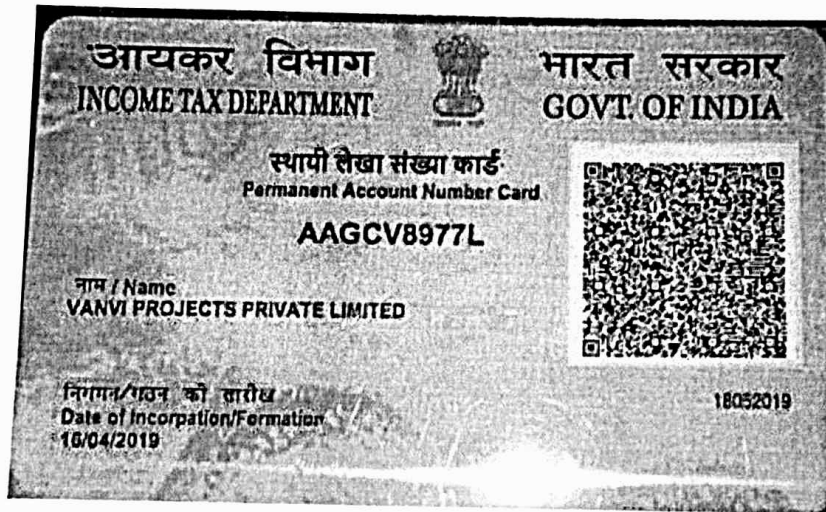 आयकर विभाग
INCOME TAX DEPARTMENT
भारत सरकार
GOVT. OF INDIA
स्थायी लेखा संख्या कार्ड
Permanent Account Number Card
AAGCV8977L
नाम / Name
VANVI PROJECTS PRIVATE LIMITED
निगमन/गठन की तारीख
Date of Incorpation/Formation
16/04/2019
18052019